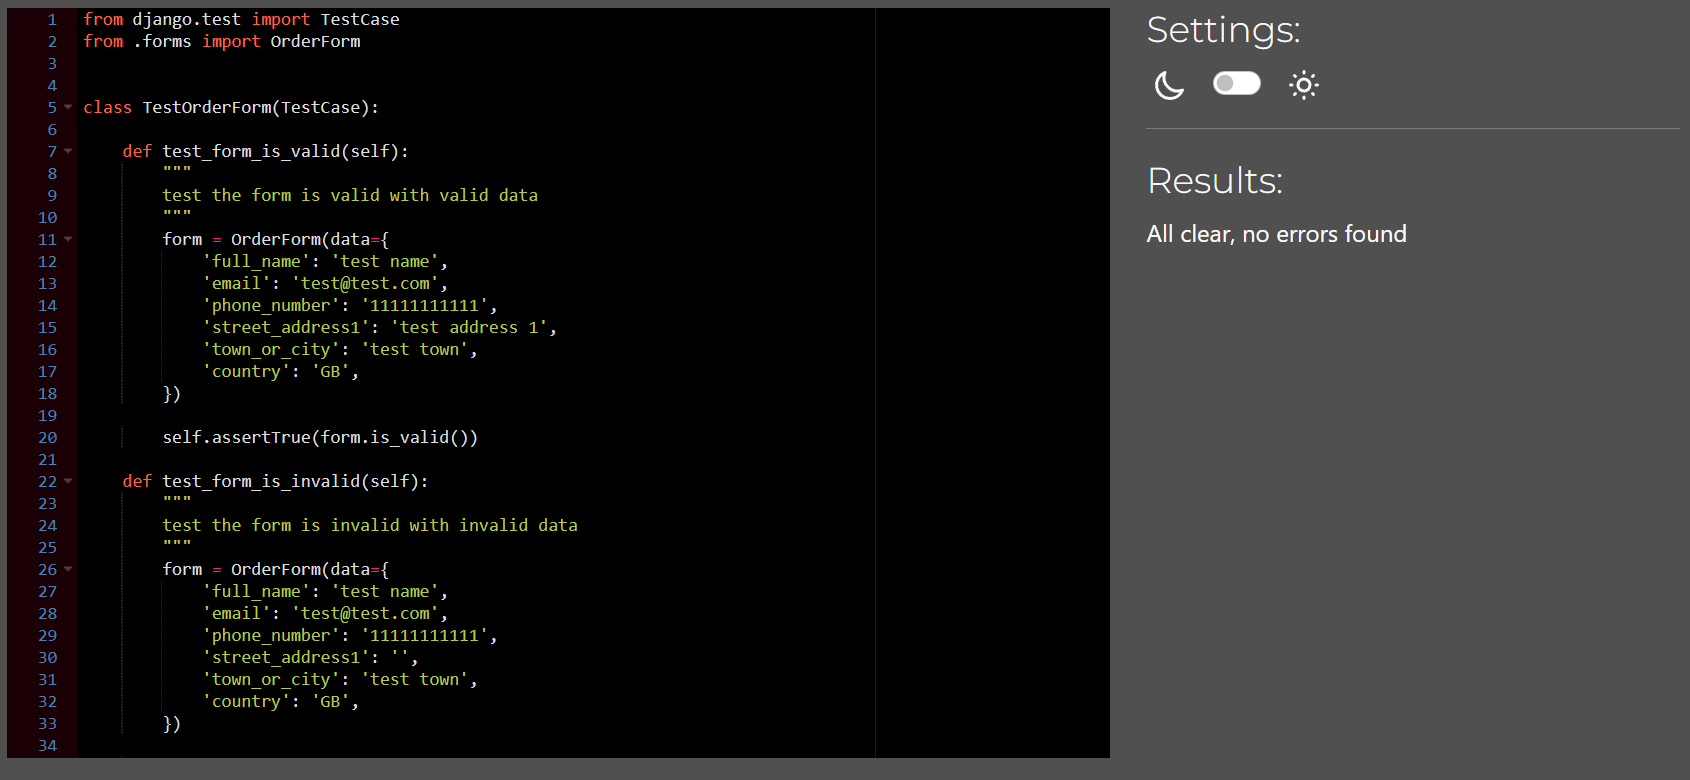 1 from django.test import TestCase
2 from .forms import OrderForm
3
4
5 class TestOrderForm(TestCase):
6
7     def test_form_is_valid(self):
8         """
9         test the form is valid with valid data
10         """
11         form = OrderForm(data={
12             'full_name': 'test name',
13             'email': 'test@test.com',
14             'phone_number': '11111111111',
15             'street_address1': 'test address 1',
16             'town_or_city': 'test town',
17             'country': 'GB',
18         })
19
20         self.assertTrue(form.is_valid())
21
22     def test_form_is_invalid(self):
23         """
24         test the form is invalid with invalid data
25         """
26         form = OrderForm(data={
27             'full_name': 'test name',
28             'email': 'test@test.com',
29             'phone_number': '11111111111',
30             'street_address1': '',
31             'town_or_city': 'test town',
32             'country': 'GB',
33         })
34
Settings:
Results:
All clear, no errors found